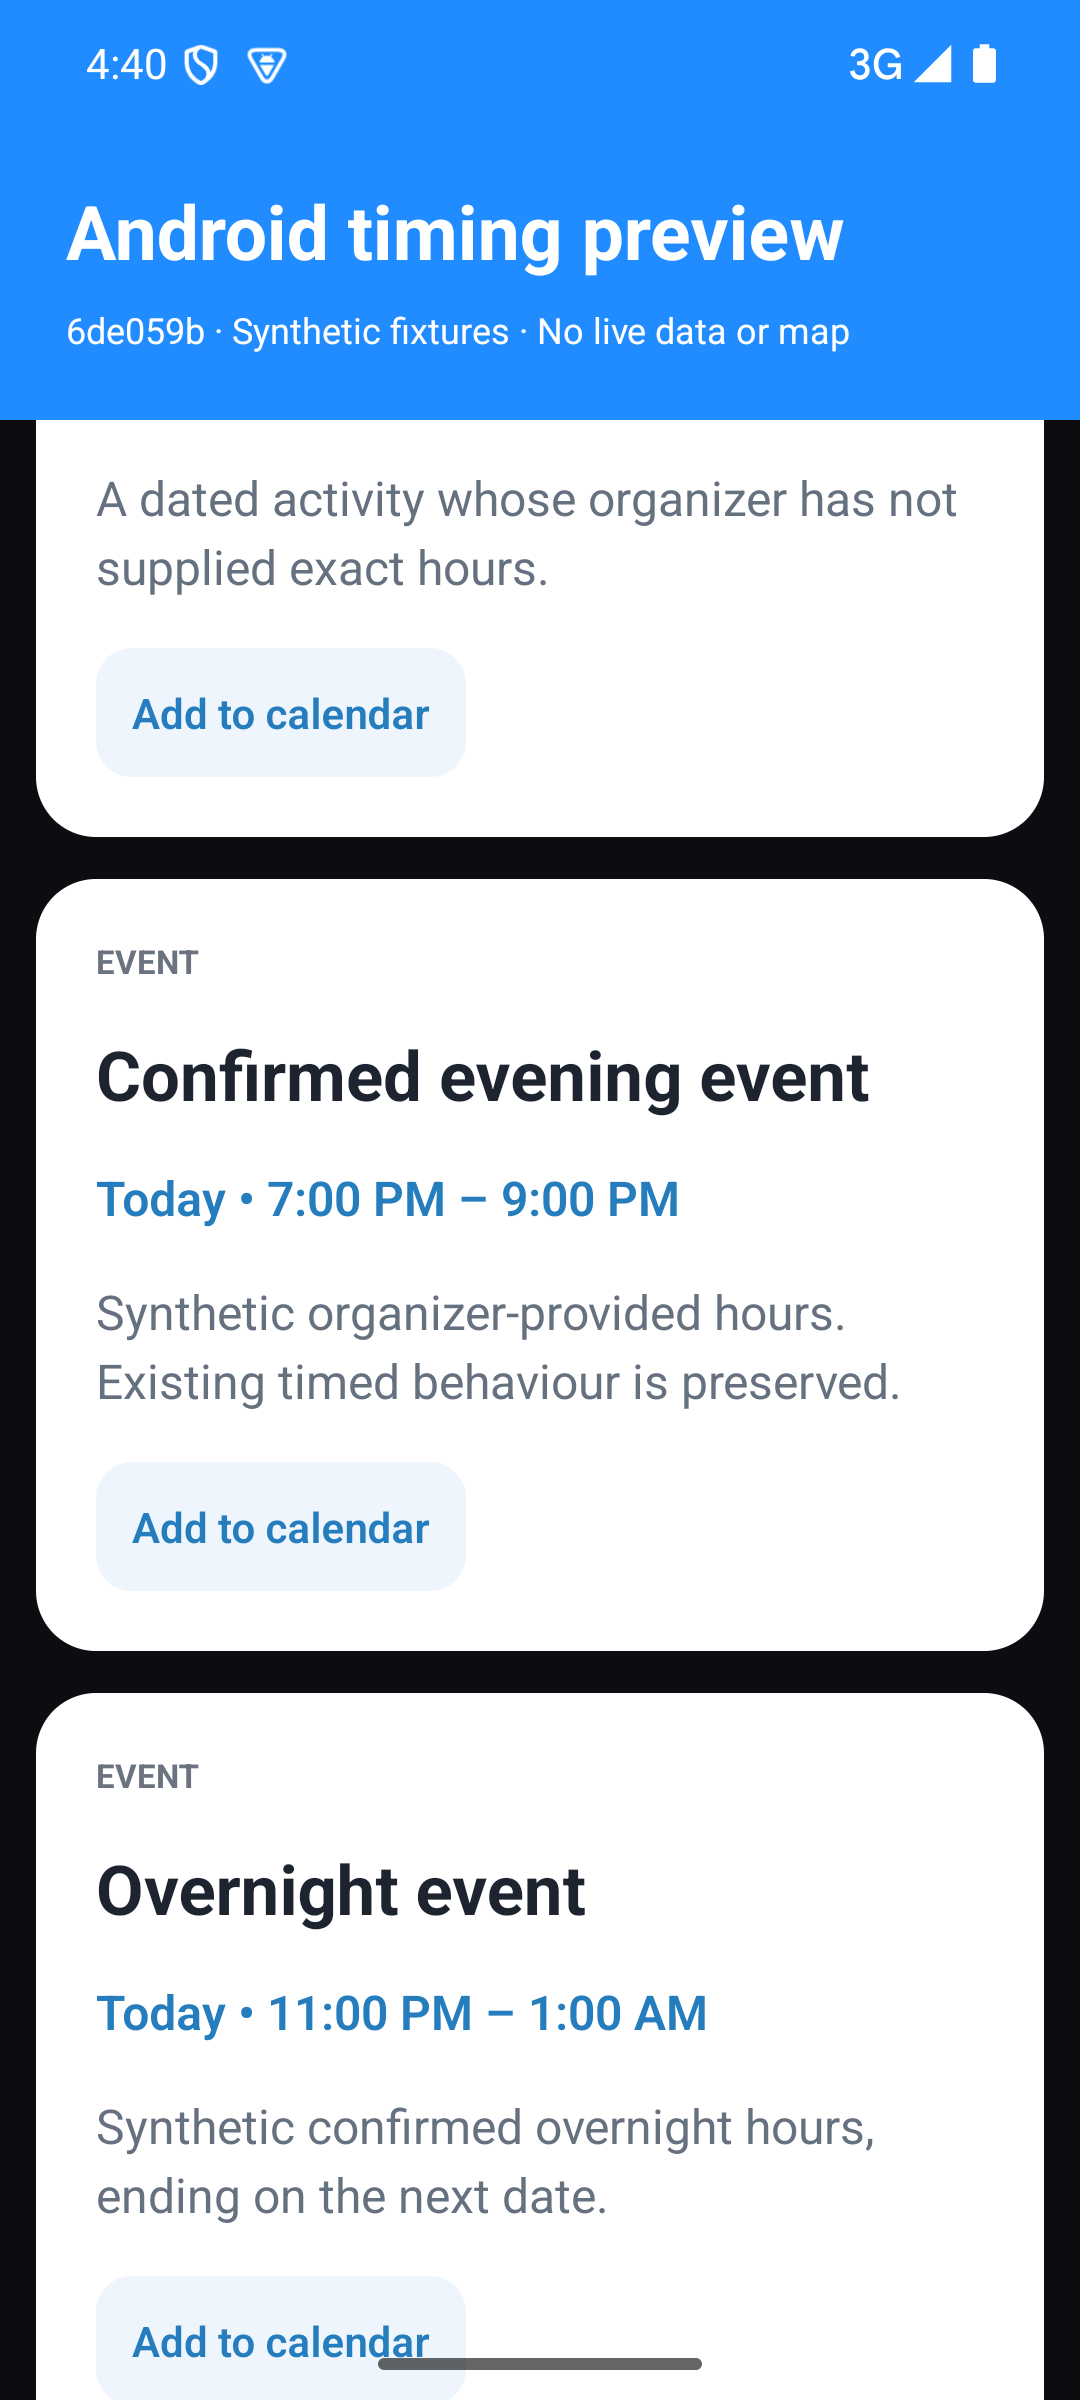 4:40
3G
Android timing preview
6de059b · Synthetic fixtures · No live data or map
A dated activity whose organizer has not
supplied exact hours.
Add to calendar
EVENT
Confirmed evening event
Today • 7:00 PM – 9:00 PM
Synthetic organizer-provided hours.
Existing timed behaviour is preserved.
Add to calendar
EVENT
Overnight event
Today • 11:00 PM – 1:00 AM
Synthetic confirmed overnight hours,
ending on the next date.
Add to calendar